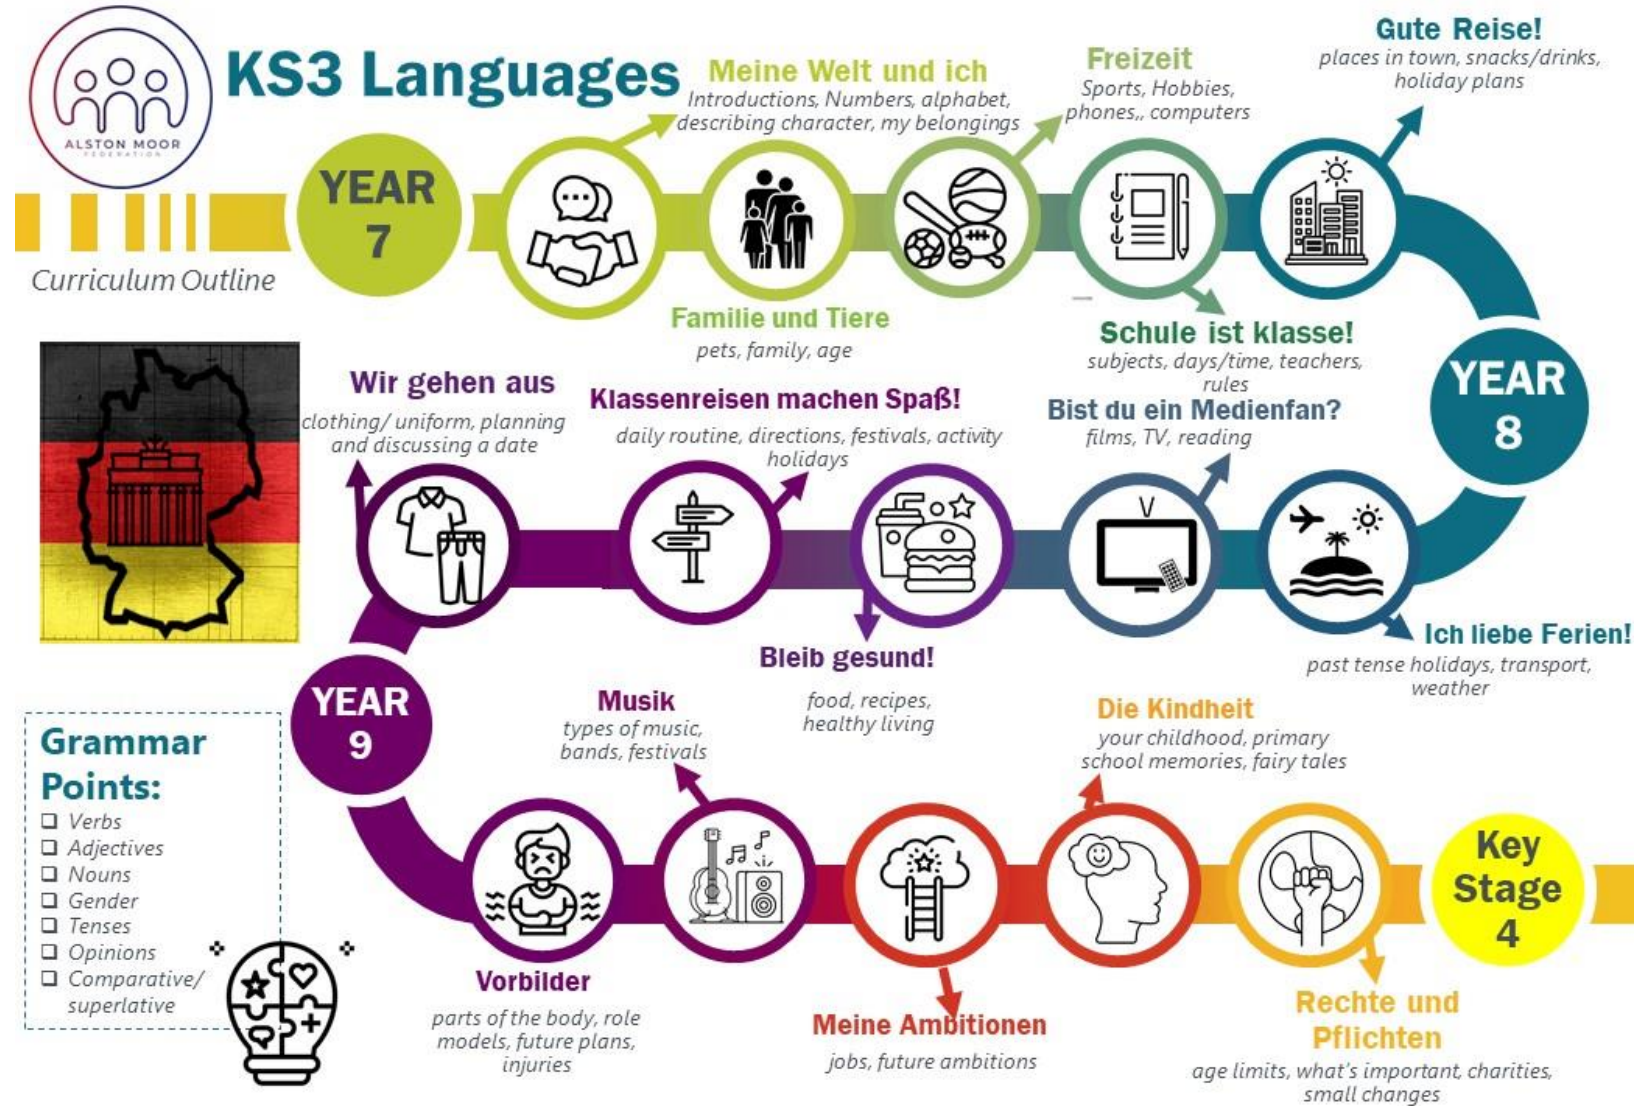 ALSTON MOOR
FEDERATION
KS3 Languages
Curriculum Outline
YEAR
7
Meine Welt und ich
Introductions, Numbers, alphabet,
describing character, my belongings
Familie und Tiere
pets, family, age
Freizeit
Sports, Hobbies,
phones,, computers
Schule ist klasse!
subjects, days/time, teachers,
rules
Gute Reise!
places in town, snacks/drinks,
holiday plans
YEAR
8
Ich liebe Ferien!
past tense holidays, transport,
weather
Bist du ein Medienfan?
films, TV, reading
Bleib gesund!
food, recipes,
healthy living
Klassenreisen machen Spaß!
daily routine, directions, festivals, activity
holidays
Wir gehen aus
clothing/ uniform, planning
and discussing a date
YEAR
9
Vorbilder
parts of the body, role
models, future plans,
injuries
Musik
types of music,
bands, festivals
Meine Ambitionen
jobs, future ambitions
Die Kindheit
your childhood, primary
school memories, fairy tales
Rechte und
Pflichten
age limits, what's important, charities,
small changes
Key
Stage
4
Grammar
Points:
Verbs
Adjectives
Nouns
Gender
Tenses
Opinions
Comparative/
superlative